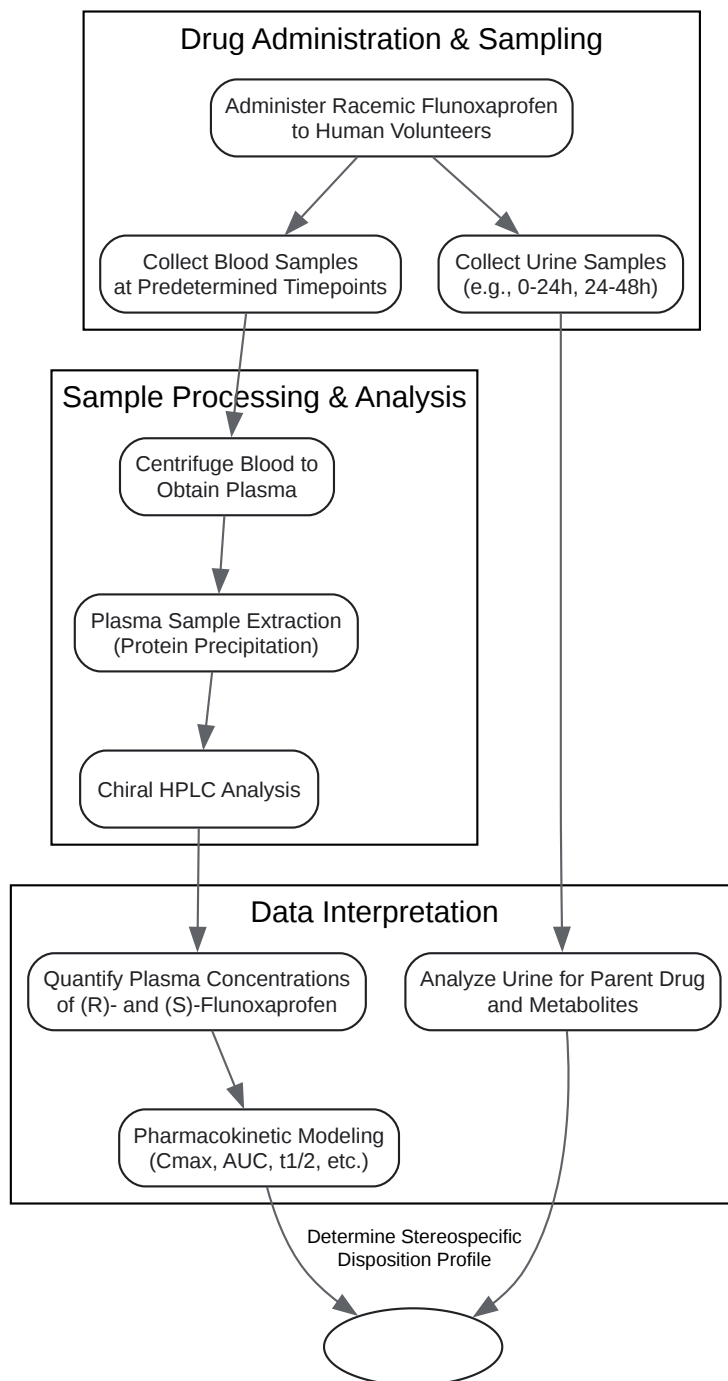 Drug Administration & Sampling
Administer Racemic Flunoxaprofen
to Human Volunteers
Collect Blood Samples
at Predetermined Timepoints
Collect Urine Samples
(e.g., 0-24h, 24-48h)
Sample Processing & Analysis
Centrifuge Blood to
Obtain Plasma
Plasma Sample Extraction
(Protein Precipitation)
Chiral HPLC Analysis
Data Interpretation
Quantify Plasma Concentrations
of (R)- and (S)-Flunoxaprofen
Analyze Urine for Parent Drug
and Metabolites
Pharmacokinetic Modeling
(Cmax, AUC, t1/2, etc.)
Determine Stereospecific
Disposition Profile